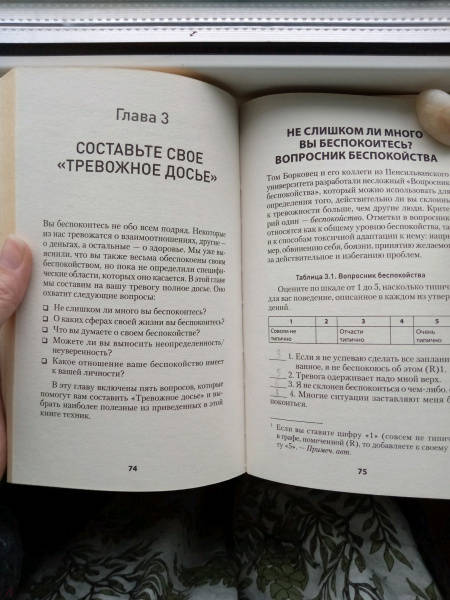 Глава 3
СОСТАВЬТЕ СВОЕ
«ТРЕВОЖНОЕ ДОСЬЕ»
Вы беспокоитесь не обо всем подряд. Некоторые
из нас тревожатся о взаимоотношениях, другие –
о деньгах, а остальные — о здоровье. Мы уже вы-
яснили, что вы также весьма обеспокоены своим
беспокойством, но пока не определили специфи-
ческие области, которых оно касается. В этой главе
мы составим на вашу тревогу полное досье. Оно
охватит следующие вопросы:
❑ Не слишком ли много вы беспокоитесь?
❑ О каких сферах своей жизни вы беспокоитесь?
❑ Что вы думаете о своем беспокойстве?
❑ Можете ли вы выносить неопределенность/
неуверенность?
❑ Какое отношение ваше беспокойство имеет
к вашей личности?
В эту главу включены пять вопросов, которые
помогут вам составить «Тревожное досье» и вы-
брать наиболее полезные из приведенных в этой
книге техник.
74
НЕ СЛИШКОМ ЛИ МНОГО
ВЫ БЕСПОКОИТЕСЬ?
ВОПРОСНИК БЕСПОКОЙСТВА
Том Борковец и его коллеги из Пенсильванского
университета разработали несложный «Вопросник
беспокойства», который можно использовать для
определения того, действительно ли вы склонны
к тревожности больше, чем другие люди. Крите-
рий один — беспокойство. Отметки в вопроснике
относятся как к общему уровню беспокойства, так
и к способам токсичной адаптации к нему: напри-
мер, обвинению себя, боязни, принятию желаемого
за действительное и избеганию проблем.
Таблица 3.1. Вопросник беспокойства
Оцените по шкале от 1 до 5, насколько типично
для вас поведение, описанное в каждом из утверж-
дений.
1 2 3 4 5
Совсем не типично Отчасти типично Очень типично
1. Если я не успеваю сделать все заплани-
ванное, я не беспокоюсь об этом (R)1.
2. Тревога одерживает надо мной верх.
3. Я не склонен беспокоиться о чем-либо.
4. Многие ситуации заставляют меня бес-
покоиться.
1 Если вы ставите цифру «1» (совсем не типично)
в графе, помеченной (R), то добавляете к своему
ту «5». — Примеч. авт.
75